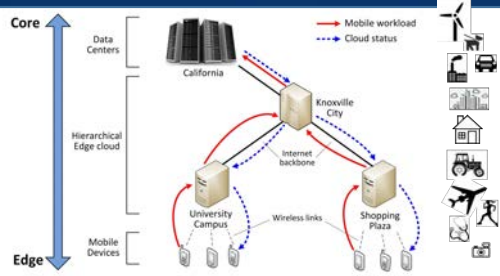 Core
Data
Centers
California
Mobile workload
Cloud status
Hierarchical
Edge cloud
Knoxville
City
Internet
backbone
University
Campus
Wireless links
Shopping
Plaza
Mobile
Devices
Edge